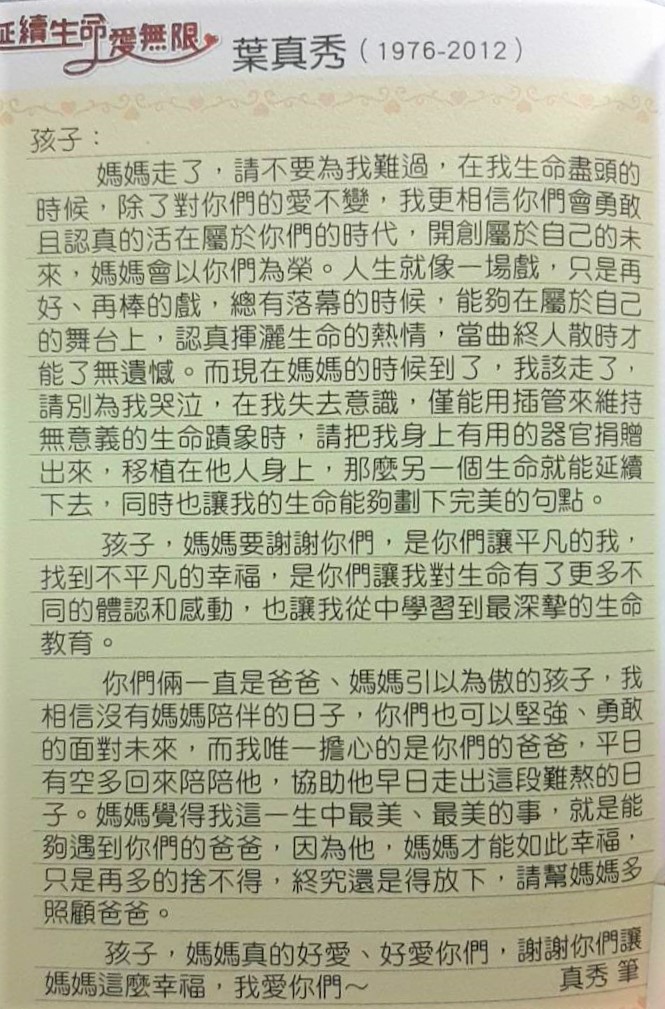 延續生命愛無限
葉真秀（1976-2012）
孩子：
媽媽走了，請不要為我難過，在我生命盡頭的
時候，除了對你們的愛不變，我更相信你們會勇敢
且認真的活在屬於你們的時代，開創屬於自己的未
來，媽媽會以你們為榮。人生就像一場戲，只是再
好、再棒的戲，總有落幕的時候，能夠在屬於自己
的舞台上，認真揮灑生命的熱情，當曲終人散時才
能了無遺憾。而現在媽媽的時候到了，我該走了，
請別為我哭泣，在我失去意識，僅能用插管來維持
無意義的生命蹟象時，請把我身上有用的器官捐贈
出來，移植在他人身上，那麼另一個生命就能延續
下去，同時也讓我的生命能夠劃下完美的句點。
孩子，媽媽要謝謝你們，是你們讓平凡的我，
找到不平凡的幸福，是你們讓我對生命有了更多不
同的體認和感動，也讓我從中學習到最深摯的生命
教育。
你們倆一直是爸爸、媽媽引以為傲的孩子，我
相信沒有媽媽陪伴的日子，你們也可以堅強、勇敢
的面對未來，而我唯一擔心的是你們的爸爸，平日
有空多回來陪陪他，協助他早日走出這段難熬的日
子。媽媽覺得我這一生中最美、最美的事，就是能
夠遇到你們的爸爸，因為他，媽媽才能如此幸福，
只是再多的捨不得，終究還是得放下，請幫媽媽多
照顧爸爸。
孩子，媽媽真的好愛、好愛你們，謝謝你們讓
媽媽這麼幸福，我愛你們～ 真秀 筆